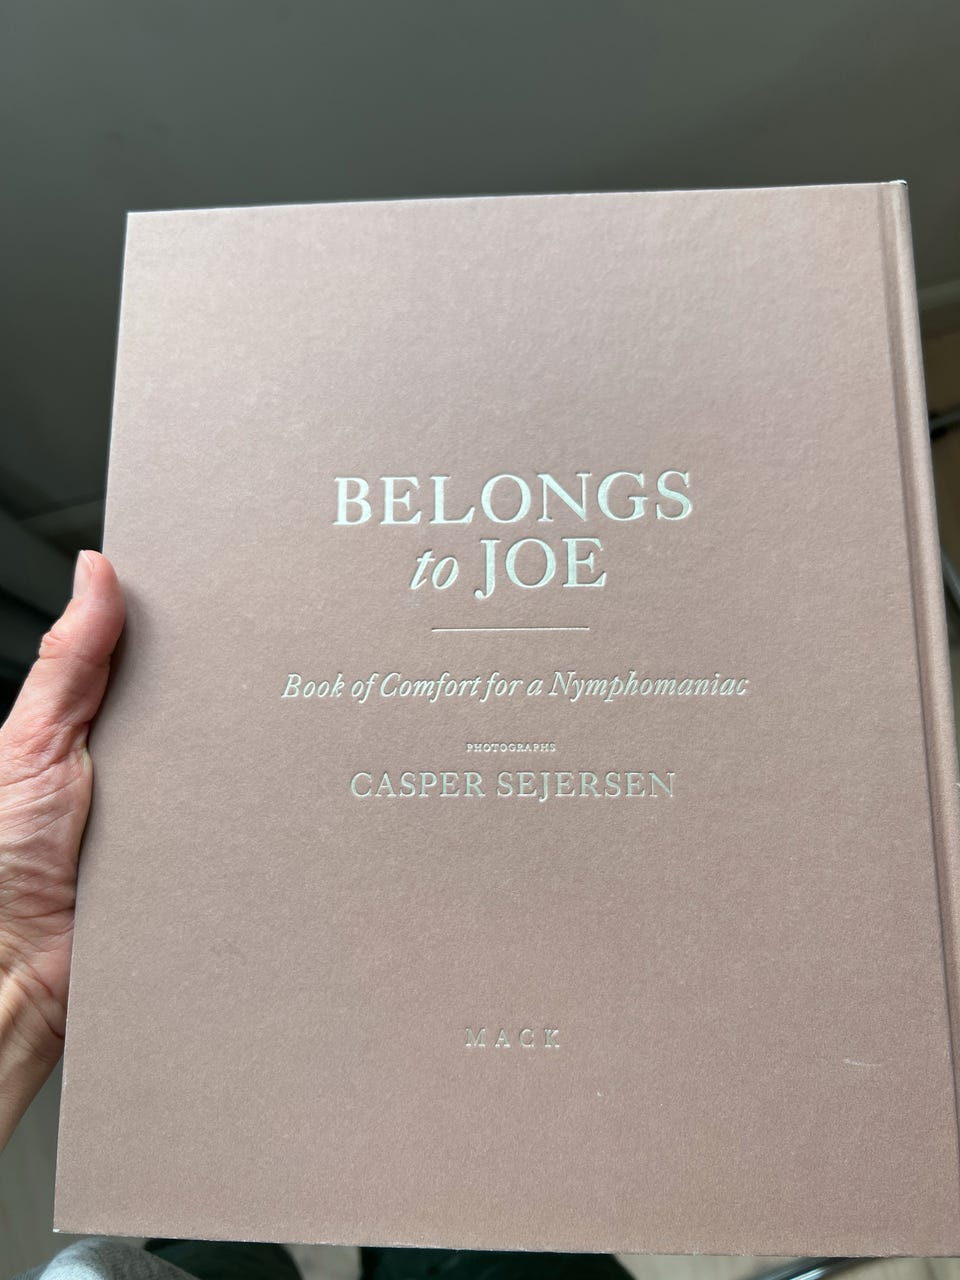 BELONGS
to JOE
Book of Comfort for a Nymphomaniac
PHOTOGRAPHS
CASPER SEJERSEN
MACK